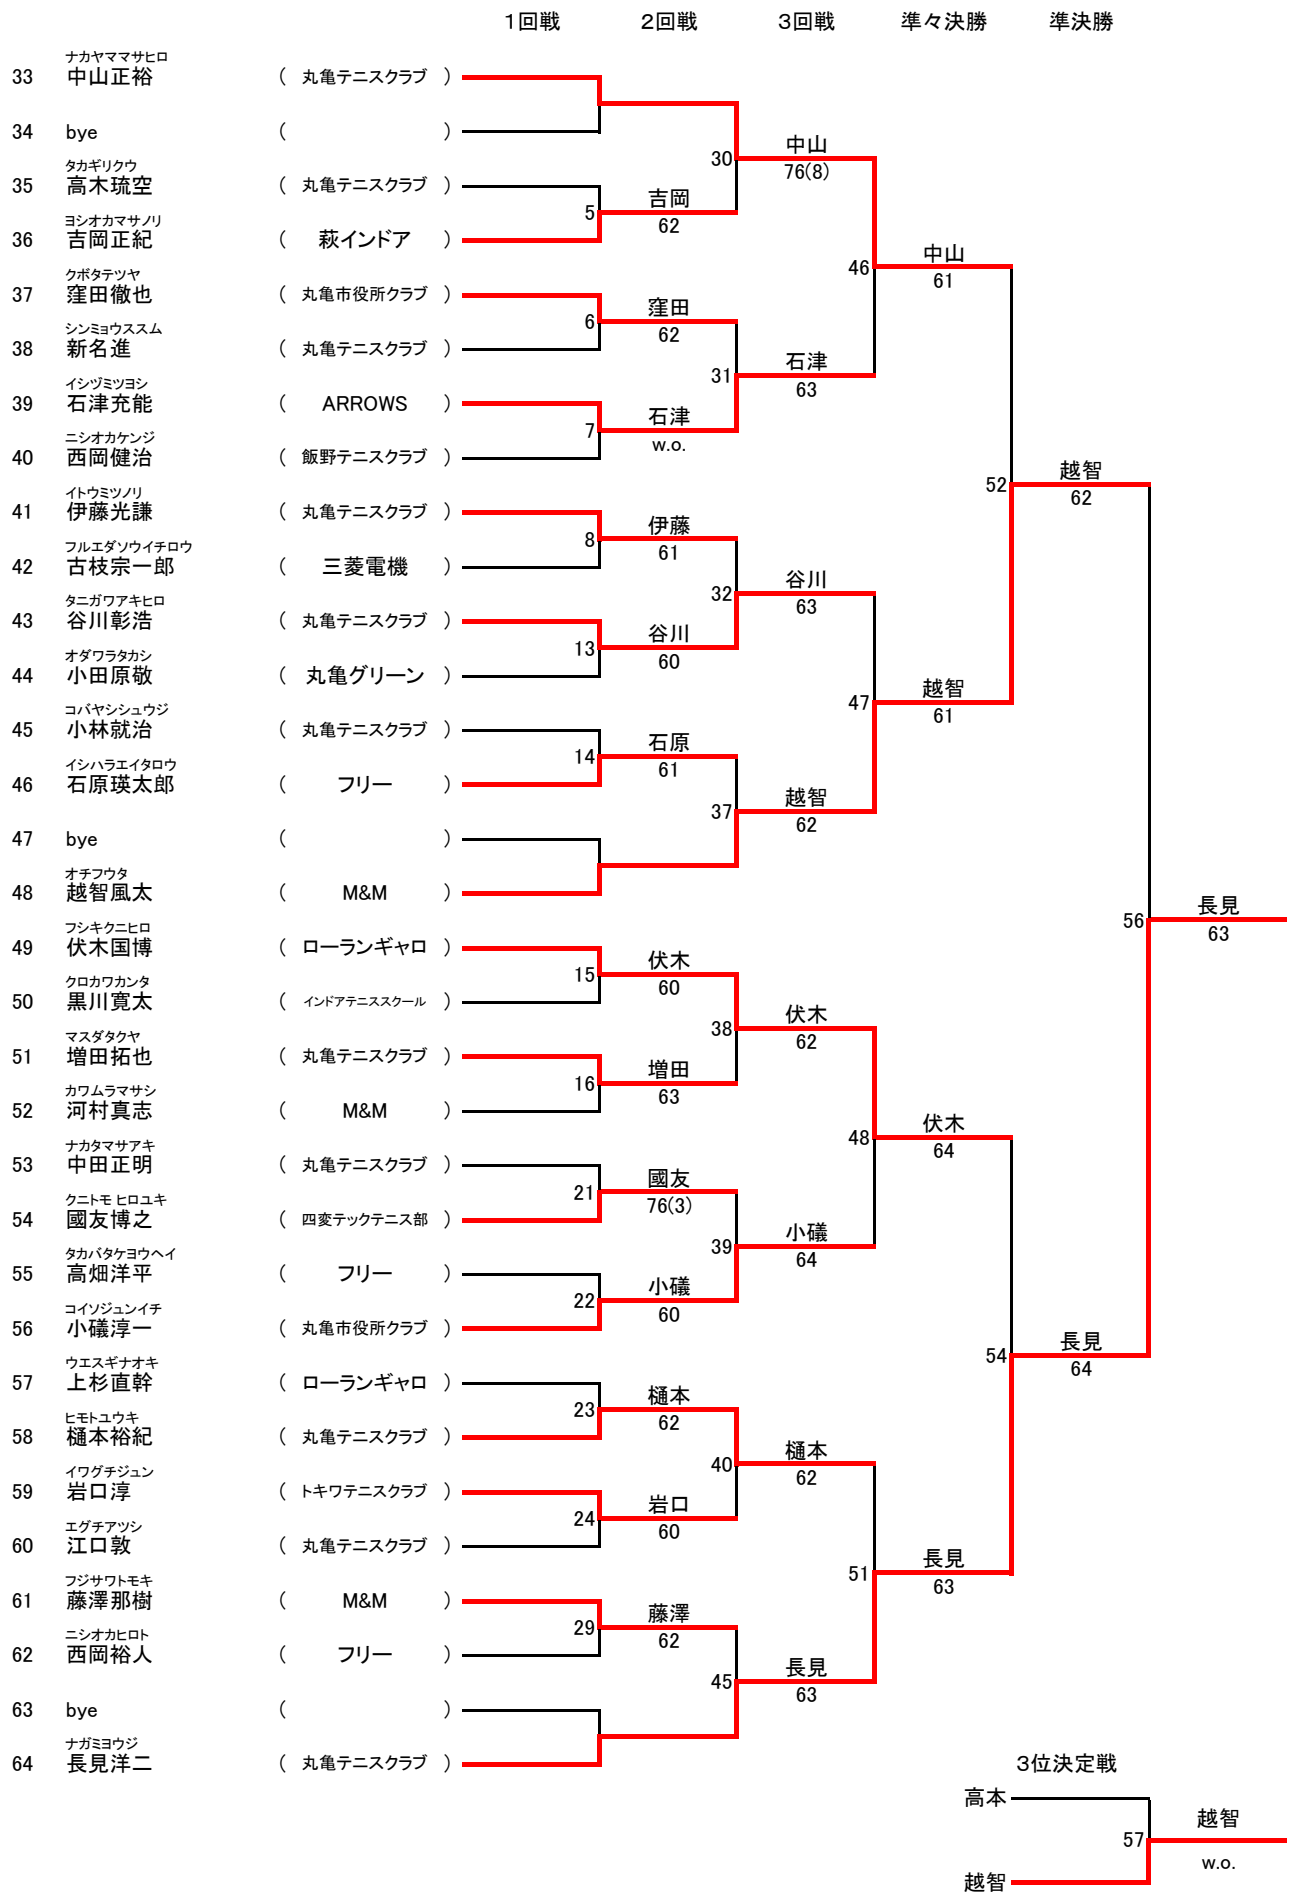 1回戦 2回戦 3回戦 準々決勝 準決勝
ナカヤママサヒロ
33 中山正裕 ( 丸亀テニスクラブ )
34 bye ( )
30 中山
76(8)
タカギリクウ
35 高木琉空 ( 丸亀テニスクラブ )
5 吉岡
62
ヨシオカマサノリ
36 吉岡正紀 ( 萩インドア )
46 中山
61
クボタテツヤ
37 窪田徹也 ( 丸亀市役所クラブ )
6 窪田
62
シンミョウススム
38 新名進 ( 丸亀テニスクラブ )
31 石津
63
イシヅミツヨシ
39 石津充能 ( ARROWS )
7 石津
w.o.
ニシオカケンジ
40 西岡健治 ( 飯野テニスクラブ )
52 越智
62
イトウミツノリ
41 伊藤光謙 ( 丸亀テニスクラブ )
8 伊藤
61
フルエダソウイチロウ
42 古枝宗一郎 ( 三菱電機 )
32 谷川
63
タニガワアキヒロ
43 谷川彰浩 ( 丸亀テニスクラブ )
13 谷川
60
オダワラタカシ
44 小田原敬 ( 丸亀グリーン )
47 越智
61
コバヤシシュウジ
45 小林就治 ( 丸亀テニスクラブ )
14 石原
61
イシハラエイタロウ
46 石原瑛太郎 ( フリー )
37 越智
62
47 bye ( )
オチフウタ
48 越智風太 ( M&M )
56 長見
63
フシキクニヒロ
49 伏木国博 ( ローランギャロ )
15 伏木
60
クロカワカンタ
50 黒川寛太 ( インドアテニススクール )
38 伏木
62
マスダタクヤ
51 増田拓也 ( 丸亀テニスクラブ )
16 増田
63
カワムラマサシ
52 河村真志 ( M&M )
48 伏木
64
ナカタマサアキ
53 中田正明 ( 丸亀テニスクラブ )
21 國友
76(3)
クニトモ ヒロユキ
54 國友博之 ( 四変テックテニス部 )
39 小礒
64
タカバタケヨウヘイ
55 高畑洋平 ( フリー )
22 小礒
60
コイソジュンイチ
56 小礒淳一 ( 丸亀市役所クラブ )
54 長見
64
ウエスギナオキ
57 上杉直幹 ( ローランギャロ )
23 樋本
62
ヒモトユウキ
58 樋本裕紀 ( 丸亀テニスクラブ )
40 樋本
62
イワグチジュン
59 岩口淳 ( トキワテニスクラブ )
24 岩口
60
エグチアツシ
60 江口敦 ( 丸亀テニスクラブ )
51 長見
63
フジサワトモキ
61 藤澤那樹 ( M&M )
29 藤澤
62
ニシオカヒロト
62 西岡裕人 ( フリー )
45 長見
63
63 bye ( )
ナガミヨウジ
64 長見洋二 ( 丸亀テニスクラブ )
3位決定戦
高本
57 越智
w.o.
越智